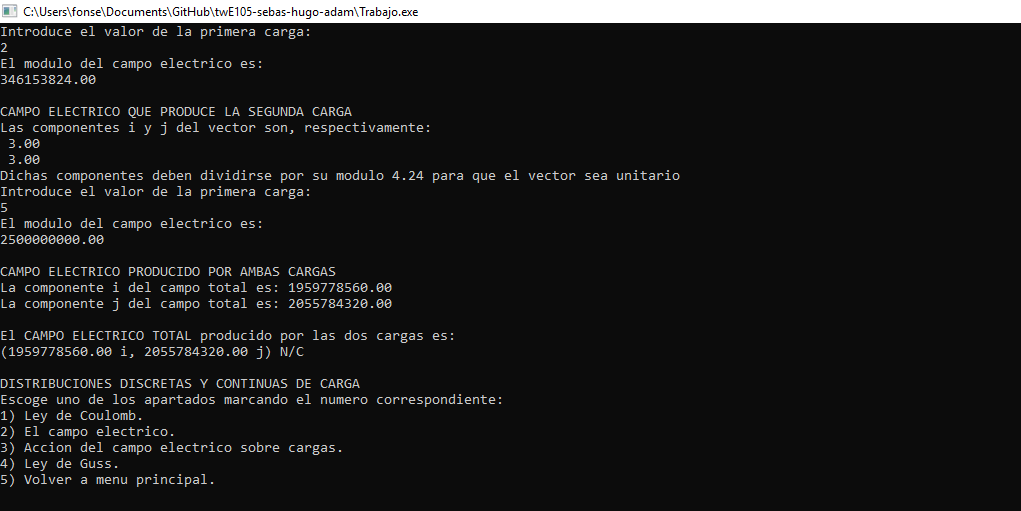 C:\Users\fonse\Documents\GitHub\twE105-sebas-hugo-adam\Trabajo.exe
Introduce el valor de la primera carga:
2
El modulo del campo electrico es:
346153824.00
CAMPO ELECTRICO QUE PRODUCE LA SEGUNDA CARGA
Las componentes i y j del vector son, respectivamente:
3.00
3.00
Dichas componentes deben dividirse por su modulo 4.24 para que el vector sea unitario
Introduce el valor de la primera carga:
5
El modulo del campo electrico es:
2500000000.00
CAMPO ELECTRICO PRODUCIDO POR AMBAS CARGAS
La componente i del campo total es: 1959778560.00
La componente j del campo total es: 2055784320.00
El CAMPO ELECTRICO TOTAL producido por las dos cargas es:
(1959778560.00 i, 2055784320.00 j) N/C
DISTRIBUCIONES DISCRETAS Y CONTINUAS DE CARGA
Escoge uno de los apartados marcando el numero correspondiente:
1) Ley de Coulomb.
2) El campo electrico.
3) Accion del campo electrico sobre cargas.
4) Ley de Guss.
5) Volver a menu principal.